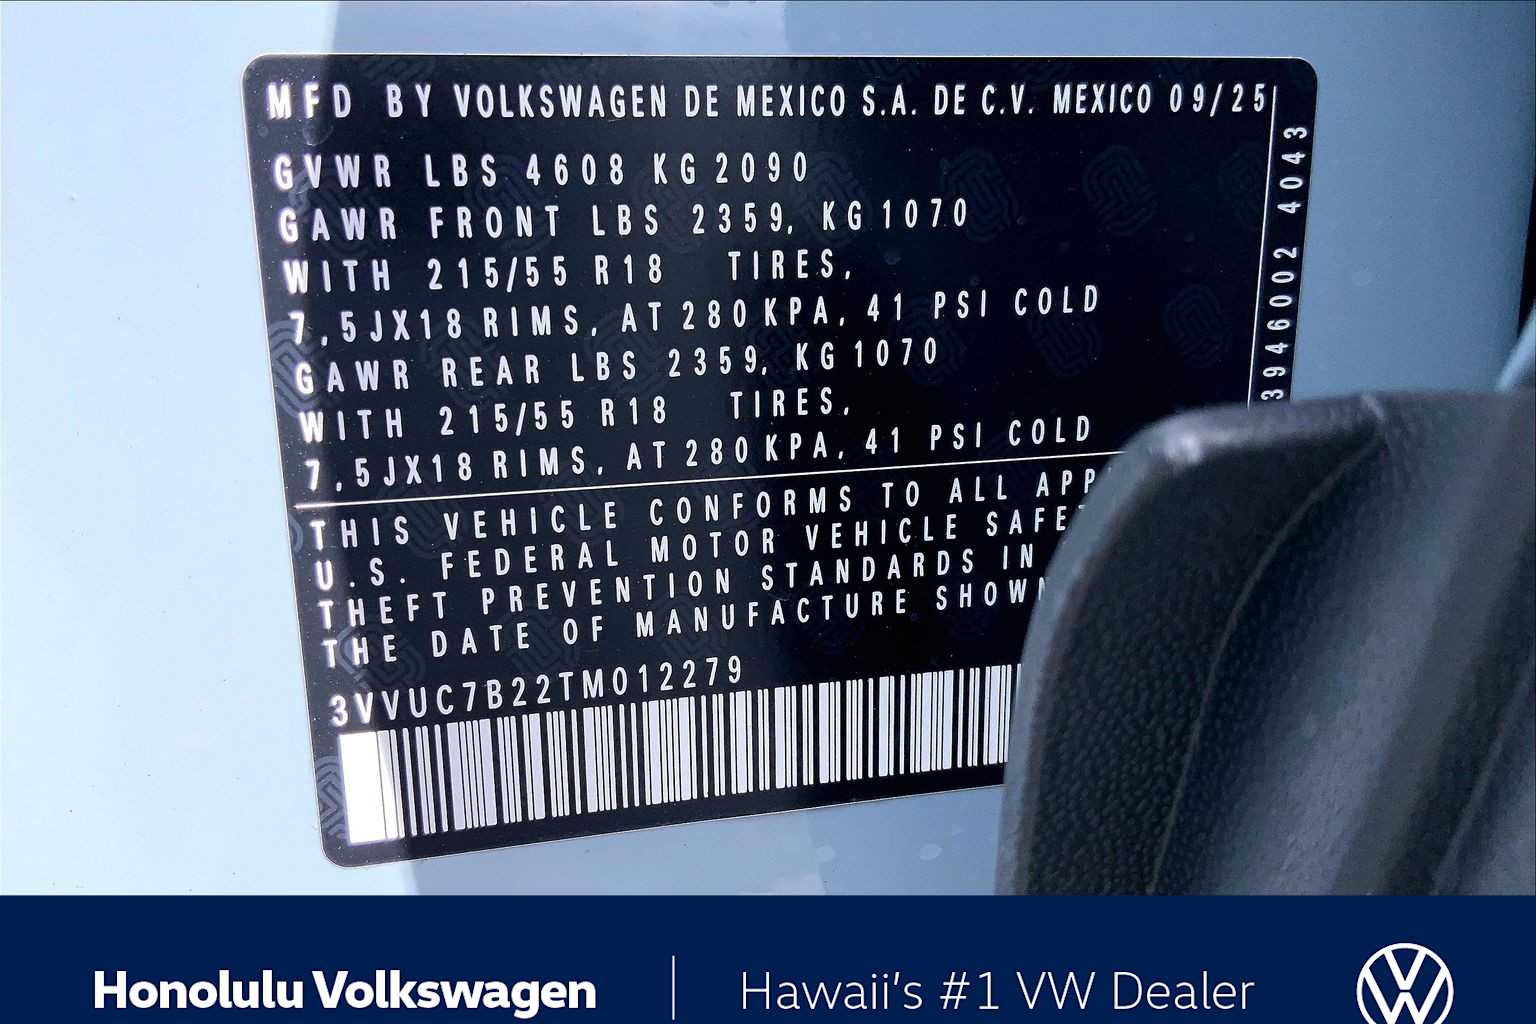 MFD BY VOLKSWAGEN DE MEXICO S.A. DE C.V. MEXICO 09/25
GVWR LBS 4608 KG 2090
GAWR FRONT LBS 2359, KG 1070
WITH 215/55 R18 TIRES,
7,5JX18 RIMS, AT 280 KPA, 41 PSI COLD
GAWR REAR LBS 2359, KG 1070
WITH 215/55 R18 TIRES,
7,5JX18 RIMS, AT 280 KPA, 41 PSI COLD
THIS VEHICLE CONFORMS TO ALL
U.S. FEDERAL MOTOR VEHICLE
THEFT PREVENTION STANDARDS IN
THE DATE OF MANUFACTURE
3VVUC7B22TM012279
3946002 4043
Honolulu Volkswagen
Hawaii's #1 VW Dealer